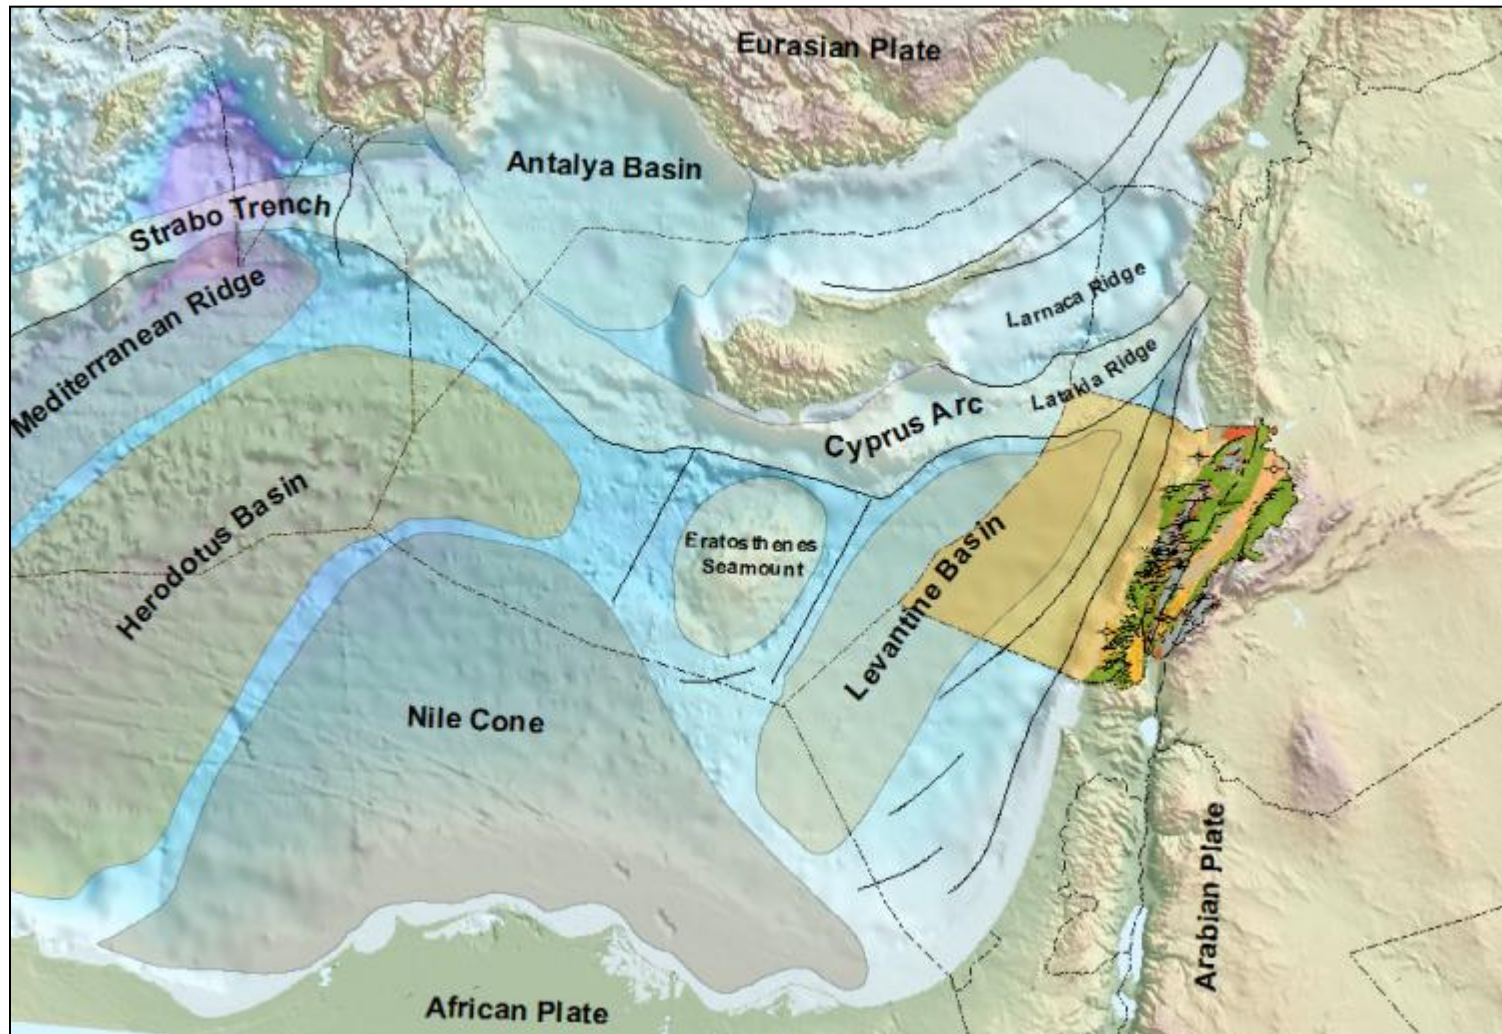 Eurasian Plate
Antalya Basin
Strabo Trench
Mediterranean Ridge
Larnaca Ridge
Latakia Ridge
Cyprus Arc
Herodotus Basin
Eratosthenes
Seamount
Levantine Basin
Nile Cone
Arabian Plate
African Plate